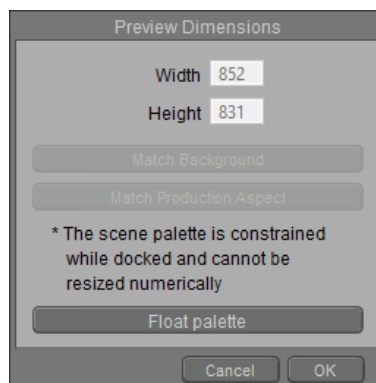 Preview Dimensions
Width 852
Height 831
Match Background
Match Production Aspect
* The scene palette is constrained
while docked and cannot be
resized numerically
Float palette
Cancel OK